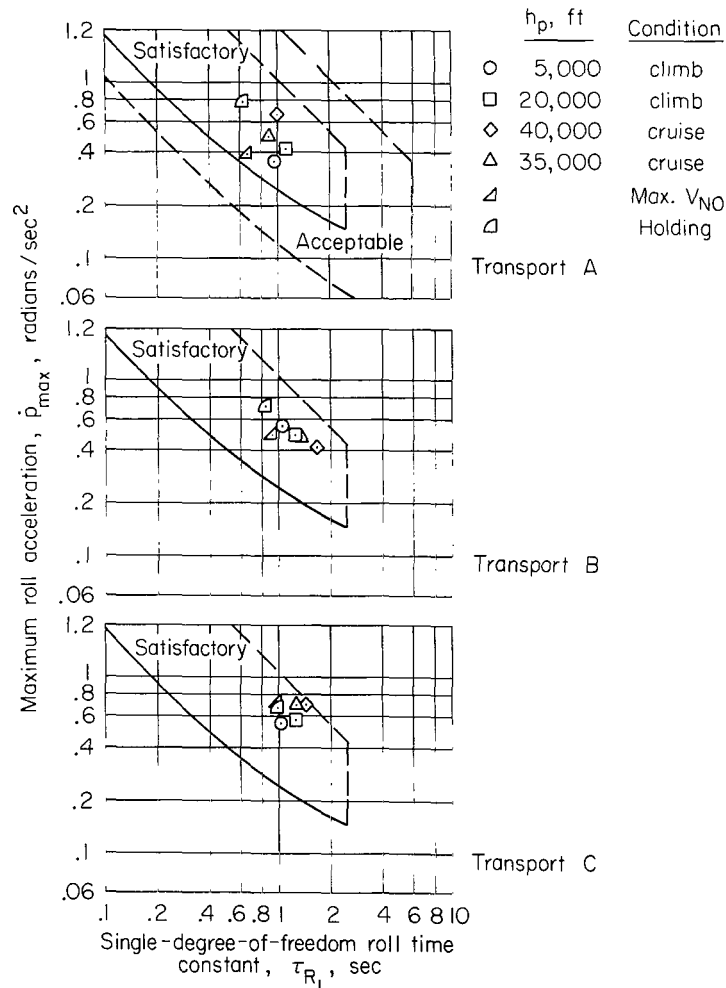 h_p, ft Condition
5,000 climb
20,000 climb
40,000 cruise
35,000 cruise
Max. V_NO
Holding
Maximum roll acceleration, ṗ_max, radians/sec²
1.2
1
.8
.6
.4
.2
.1
.06
Satisfactory
Acceptable
Transport A
1.2
1
.8
.6
.4
.2
.1
.06
Satisfactory
Transport B
1.2
1
.8
.6
.4
.2
.1
.06
Satisfactory
Transport C
.1 .2 .4 .6 .8 1 2 4 6 8 10
Single-degree-of-freedom roll time
constant, τ_R₁, sec